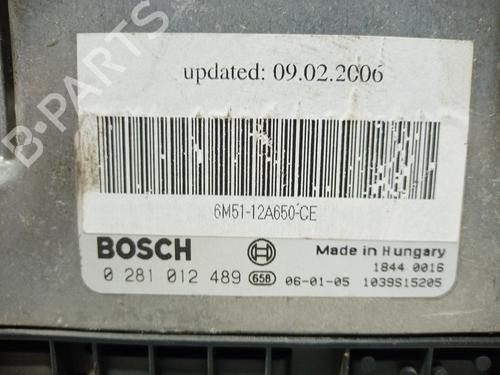 B-PARTS
updated: 09.02.2006
6M51-12A650-CE
BOSCH
Made in Hungary
1844 0016
0 281 012 489 658 06-01-05 1039S15205